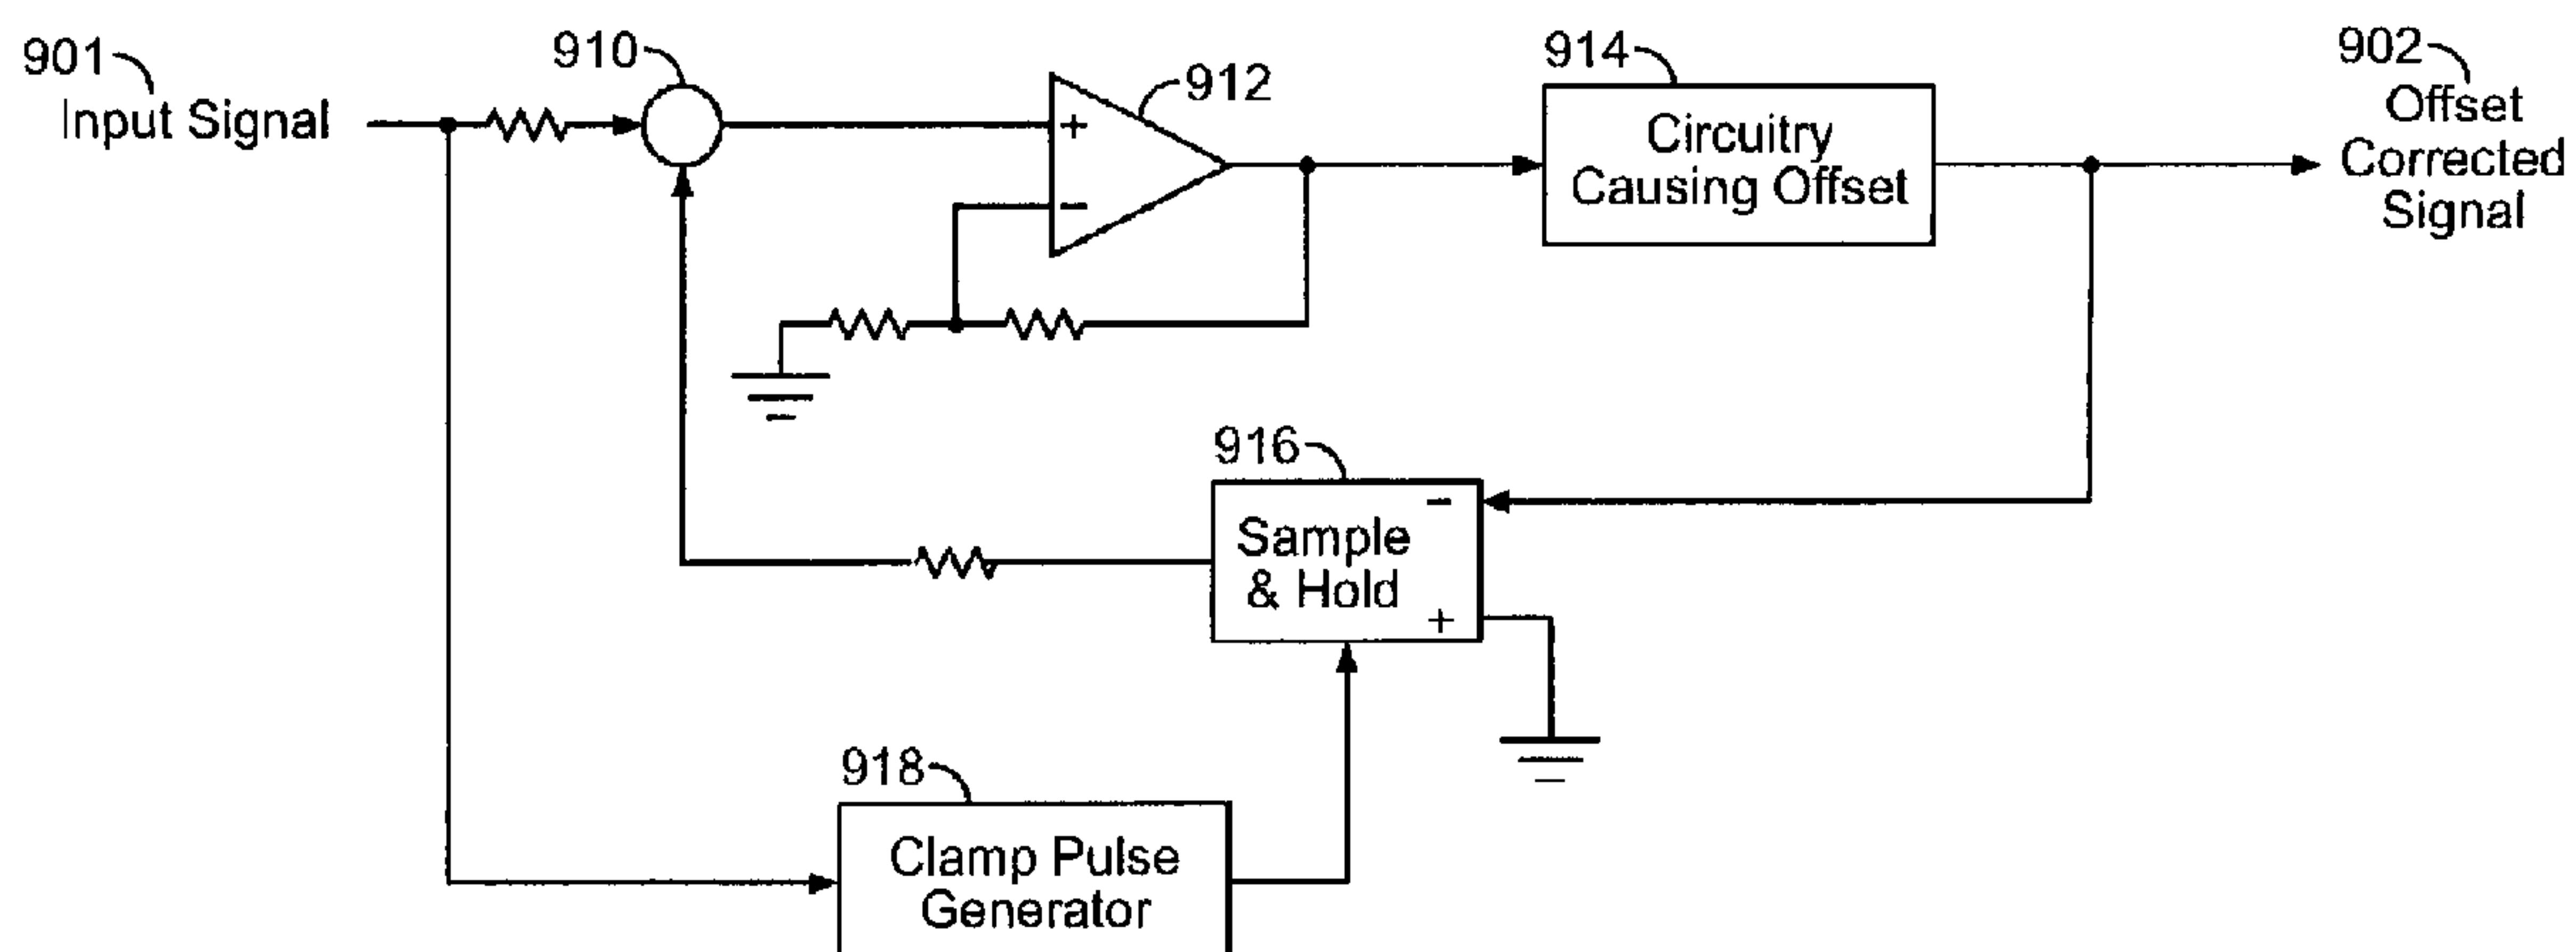 901
Input Signal
910
+
−
912
914
Circuitry
Causing Offset
902
Offset
Corrected
Signal
916
−
Sample
& Hold
+
918
Clamp Pulse
Generator